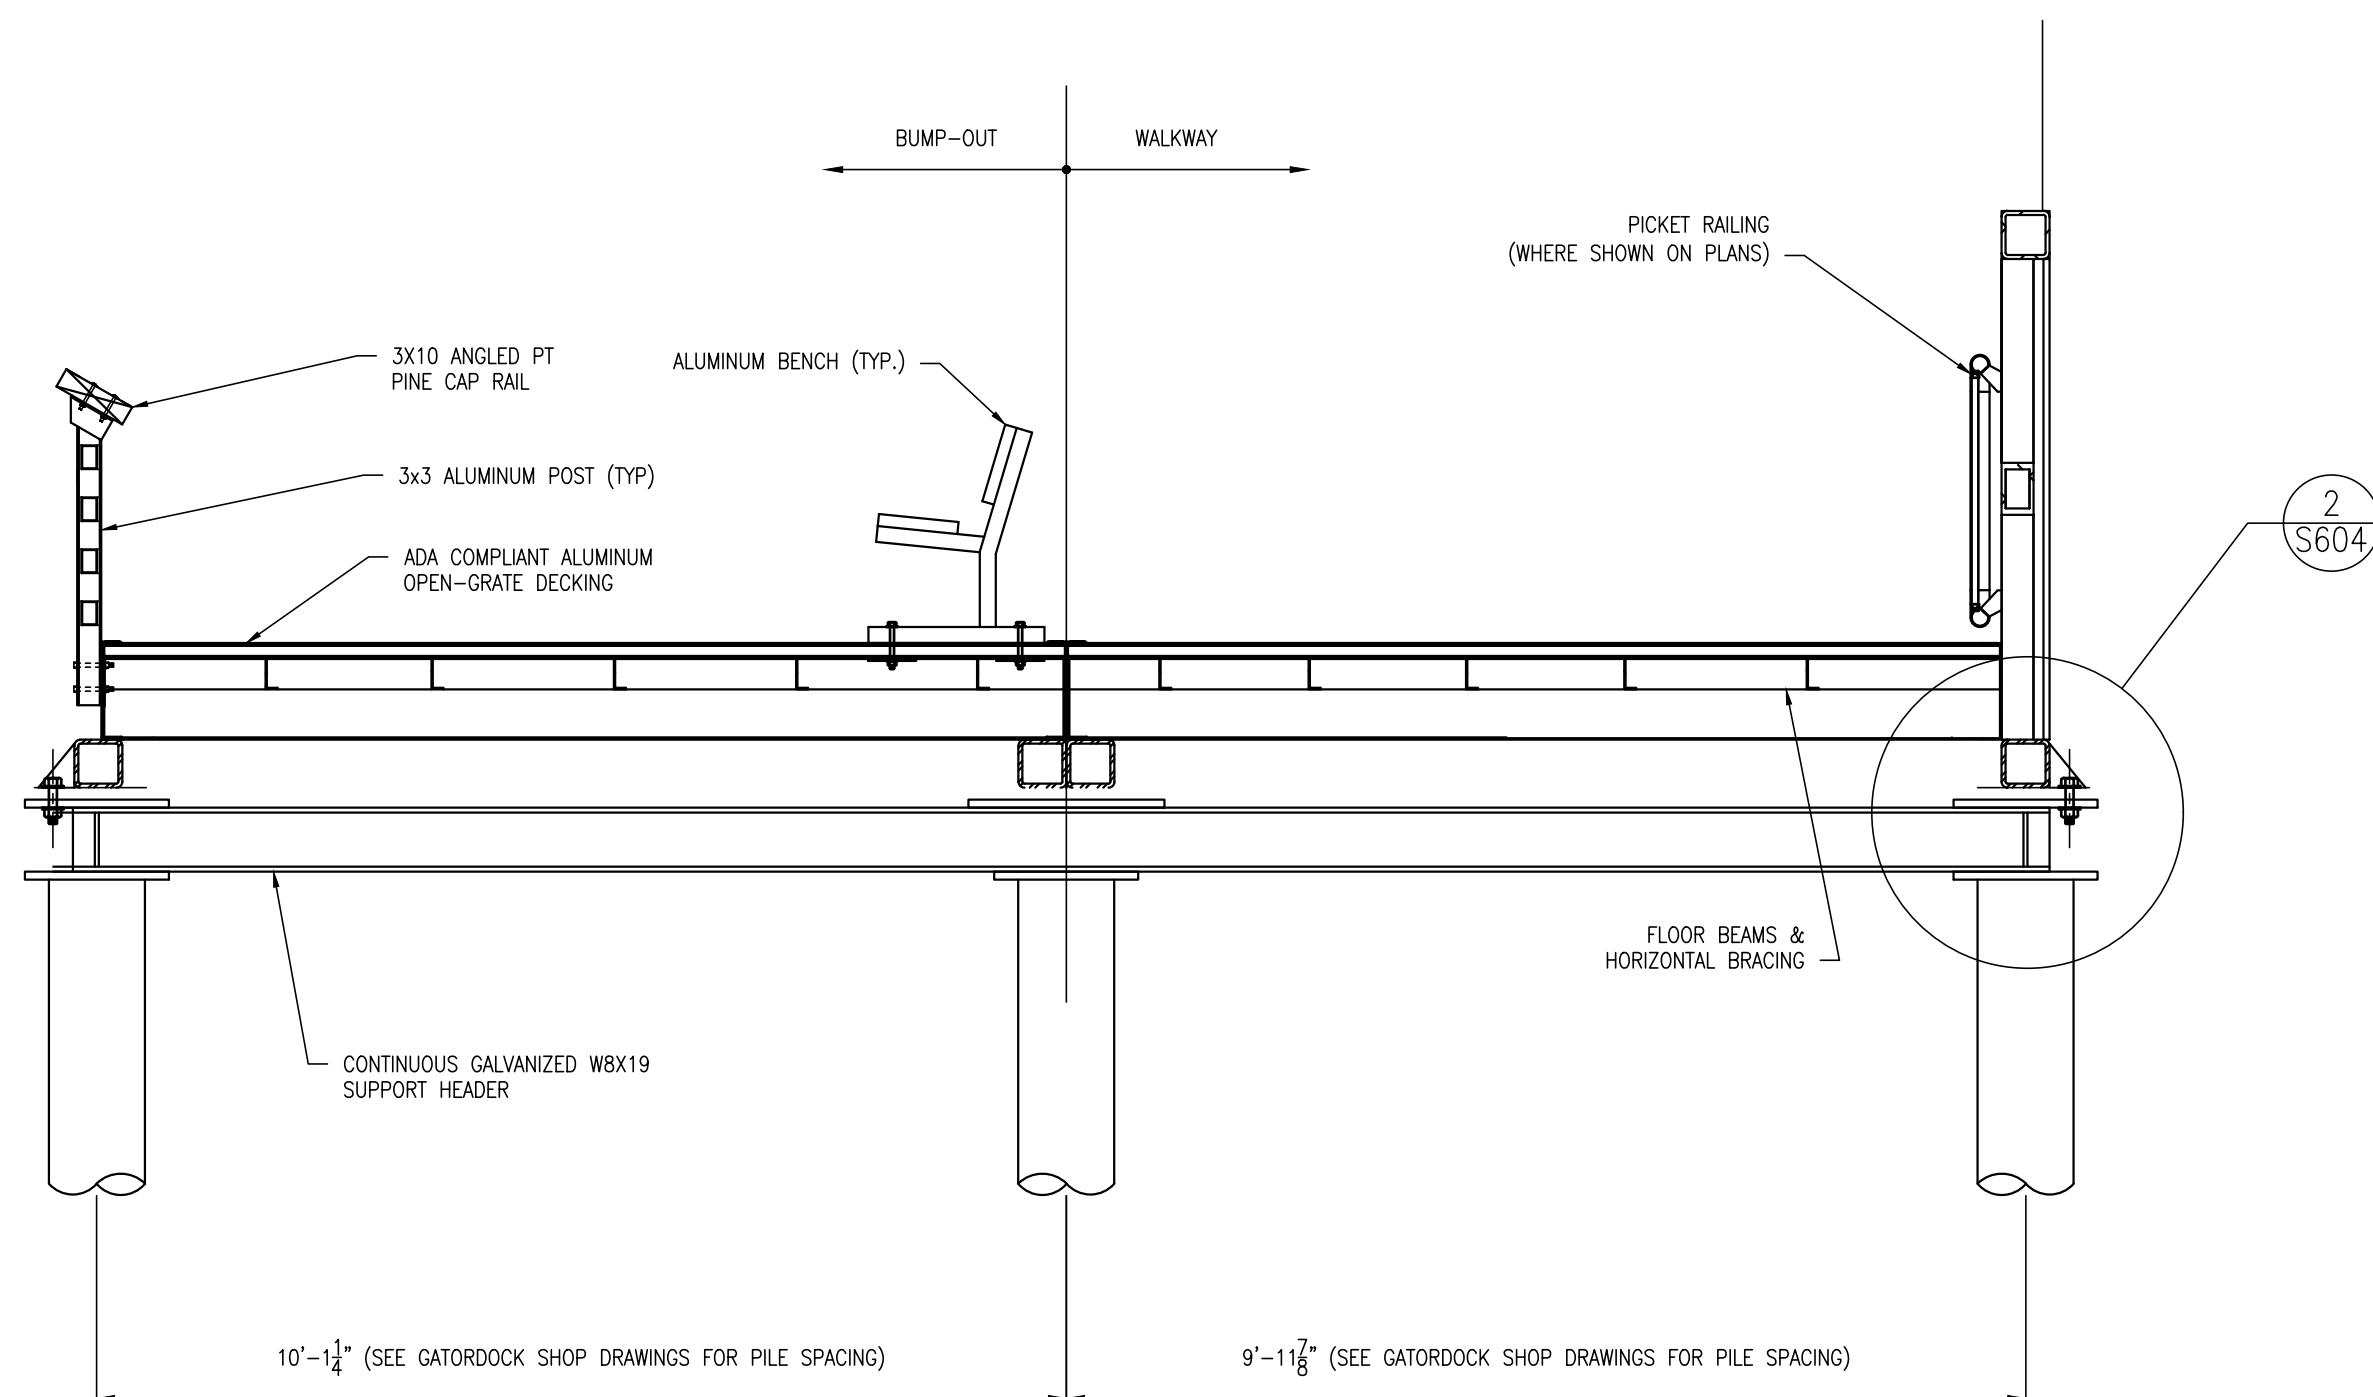 BUMP-OUT
WALKWAY
PICKET RAILING
(WHERE SHOWN ON PLANS)
3X10 ANGLED PT
PINE CAP RAIL
ALUMINUM BENCH (TYP.)
3x3 ALUMINUM POST (TYP)
2
S604
ADA COMPLIANT ALUMINUM
OPEN-GRATE DECKING
FLOOR BEAMS &
HORIZONTAL BRACING
CONTINUOUS GALVANIZED W8X19
SUPPORT HEADER
10'-1 1/4" (SEE GATORDOCK SHOP DRAWINGS FOR PILE SPACING)
9'-11 7/8" (SEE GATORDOCK SHOP DRAWINGS FOR PILE SPACING)